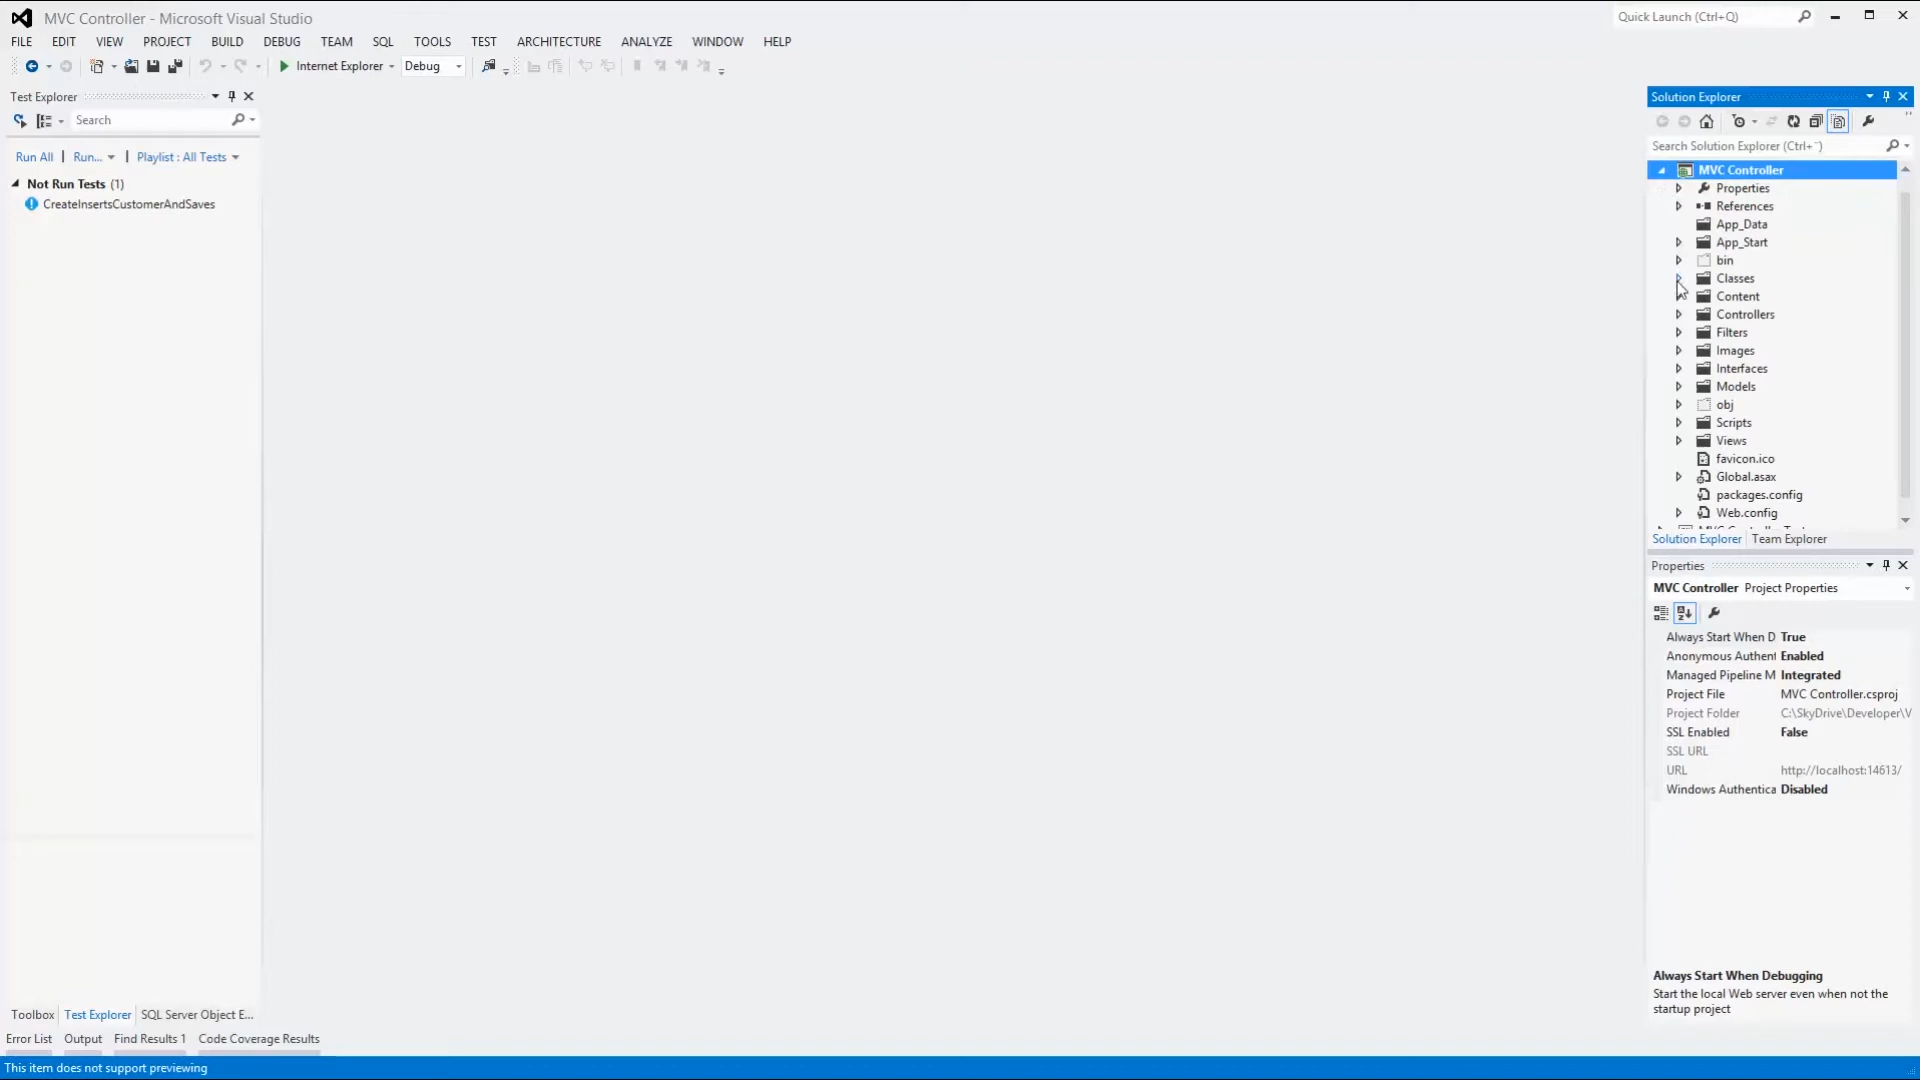 MVC Controller - Microsoft Visual Studio
Quick Launch (Ctrl+Q)
FILE EDIT VIEW PROJECT BUILD DEBUG TEAM SQL TOOLS TEST ARCHITECTURE ANALYZE WINDOW HELP
Internet Explorer Debug
Test Explorer
Search
Run All | Run... | Playlist : All Tests
Not Run Tests (1)
CreateInsertsCustomerAndSaves
Solution Explorer
Search Solution Explorer (Ctrl+¨)
MVC Controller
Properties
References
App_Data
App_Start
bin
Classes
Content
Controllers
Filters
Images
Interfaces
Models
obj
Scripts
Views
favicon.ico
Global.asax
packages.config
Web.config
Solution Explorer Team Explorer
Properties
MVC Controller Project Properties
Always Start When D True
Anonymous Authent Enabled
Managed Pipeline M Integrated
Project File MVC Controller.csproj
Project Folder C:\SkyDrive\Developer\V
SSL Enabled False
SSL URL
URL http://localhost:14613/
Windows Authentica Disabled
Always Start When Debugging
Start the local Web server even when not the
startup project
Toolbox Test Explorer SQL Server Object E...
Error List Output Find Results 1 Code Coverage Results
This item does not support previewing